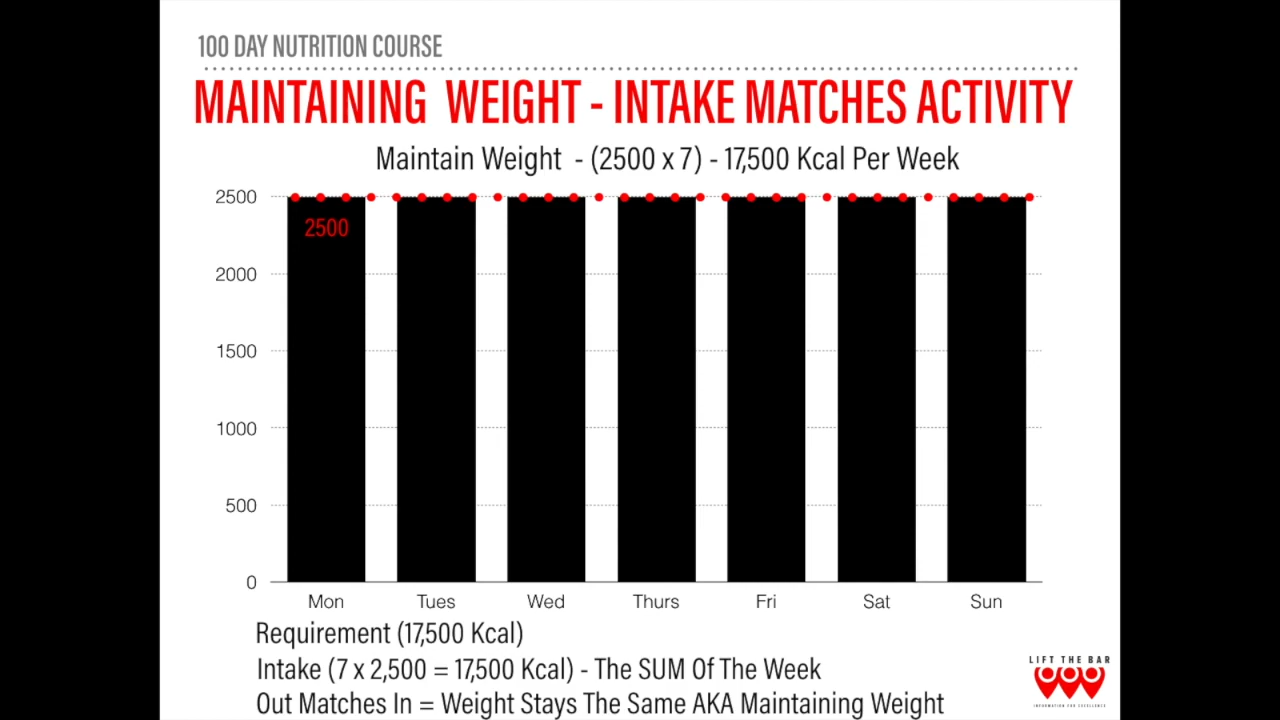 100 DAY NUTRITION COURSE
MAINTAINING WEIGHT - INTAKE MATCHES ACTIVITY
Maintain Weight - (2500 x 7) - 17,500 Kcal Per Week
2500
2500
2000
1500
1000
500
0
Mon Tues Wed Thurs Fri Sat Sun
Requirement (17,500 Kcal)
Intake (7 x 2,500 = 17,500 Kcal) - The SUM Of The Week
Out Matches In = Weight Stays The Same AKA Maintaining Weight
LIFT THE BAR
INFORMATION FOR EXCELLENCE